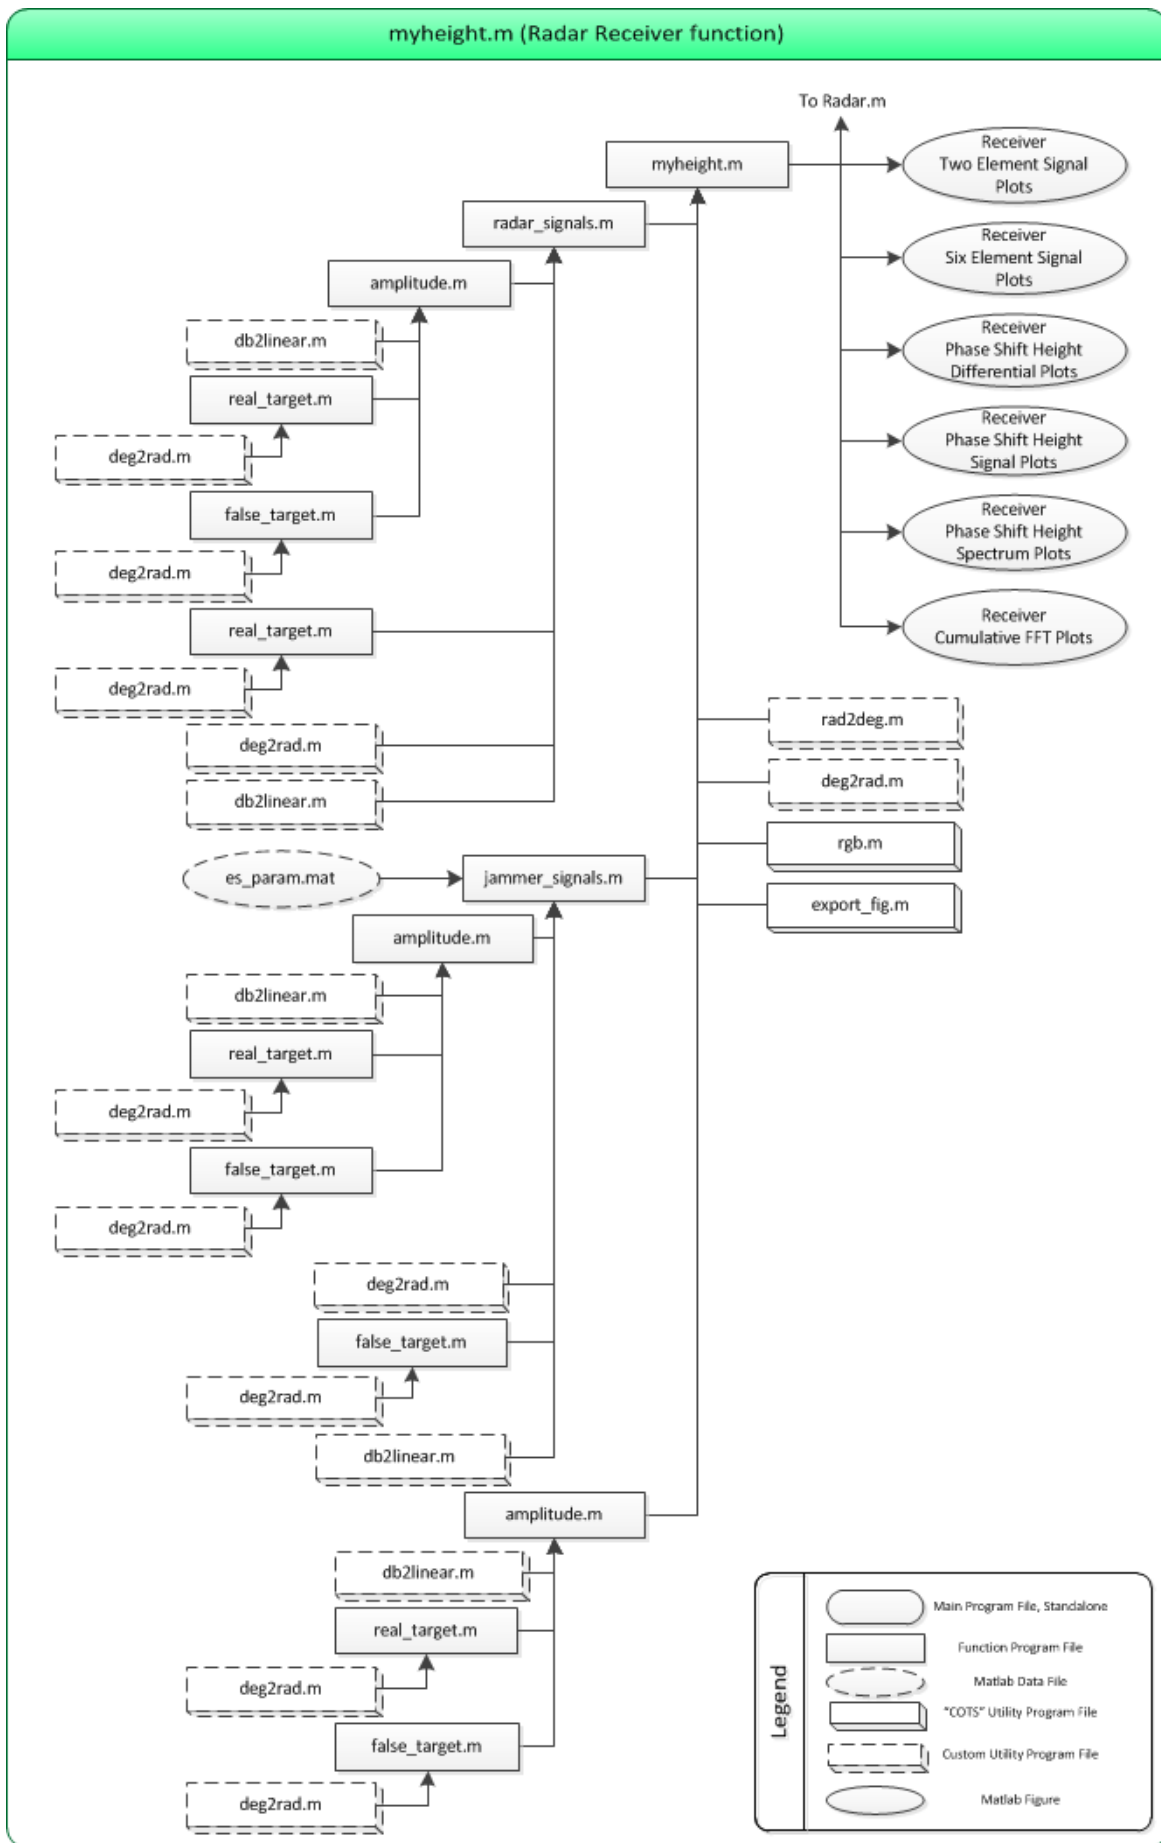 myheight.m (Radar Receiver function)
To Radar.m
myheight.m
Receiver
Two Element Signal
Plots
radar_signals.m
Receiver
Six Element Signal
Plots
amplitude.m
db2linear.m
Receiver
Phase Shift Height
Differential Plots
real_target.m
deg2rad.m
Receiver
Phase Shift Height
Signal Plots
false_target.m
Receiver
Phase Shift Height
Spectrum Plots
deg2rad.m
real_target.m
Receiver
Cumulative FFT Plots
deg2rad.m
rad2deg.m
deg2rad.m
deg2rad.m
db2linear.m
rgb.m
es_param.mat
jammer_signals.m
export_fig.m
amplitude.m
db2linear.m
real_target.m
deg2rad.m
false_target.m
deg2rad.m
deg2rad.m
false_target.m
deg2rad.m
db2linear.m
amplitude.m
db2linear.m
real_target.m
deg2rad.m
false_target.m
deg2rad.m
Legend
Main Program File, Standalone
Function Program File
Matlab Data File
"COTS" Utility Program File
Custom Utility Program File
Matlab Figure